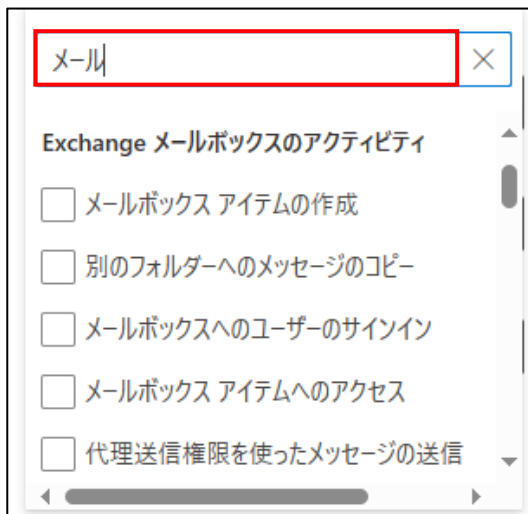 メール
Exchange メールボックスのアクティビティ
メールボックス アイテムの作成
別のフォルダーへのメッセージのコピー
メールボックスへのユーザーのサインイン
メールボックス アイテムへのアクセス
代理送信権限を使ったメッセージの送信